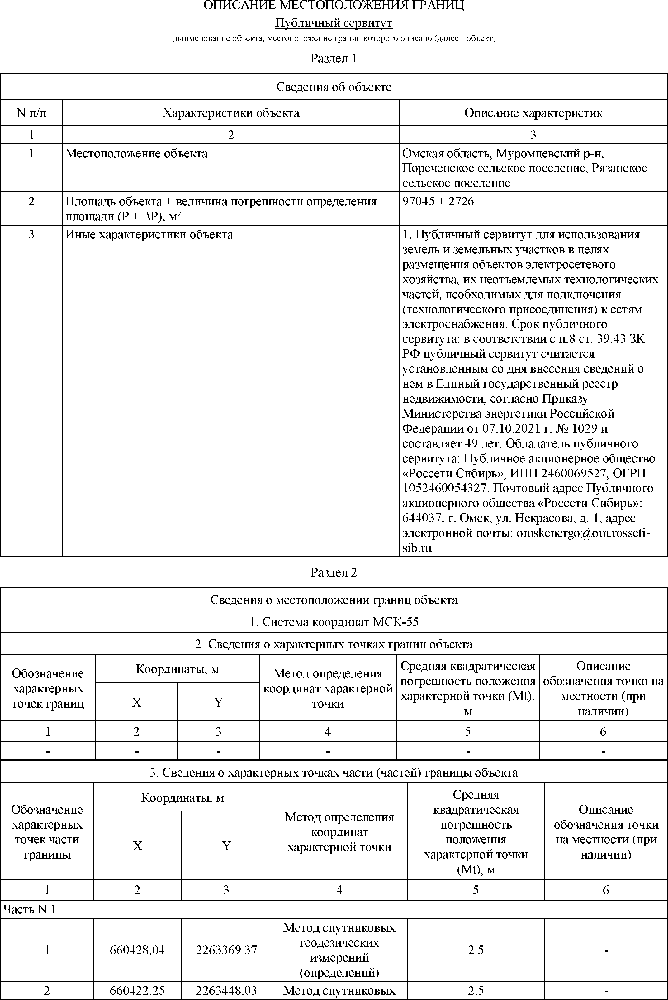 ОПИСАНИЕ МЕСТОПОЛОЖЕНИЯ ГРАНИЦ
Публичный сервитут
(наименование объекта, местоположение границ которого описано (далее - объект)
Раздел 1
Сведения об объекте
N п/п
Характеристики объекта
Описание характеристик
1
2
3
1
Местоположение объекта
Омская область, Муромцевский р-н,
Пореченское сельское поселение, Рязанское
сельское поселение
2
Площадь объекта ± величина погрешности определения
площади (P ± ∆P), м²
97045 ± 2726
3
Иные характеристики объекта
1. Публичный сервитут для использования
земель и земельных участков в целях
размещения объектов электросетевого
хозяйства, их неотъемлемых технологических
частей, необходимых для подключения
(технологического присоединения) к сетям
электроснабжения. Срок публичного
сервитута: в соответствии с п.8 ст. 39.43 ЗК
РФ публичный сервитут считается
установленным со дня внесения сведений о
нем в Единый государственный реестр
недвижимости, согласно Приказу
Министерства энергетики Российской
Федерации от 07.10.2021 г. № 1029 и
составляет 49 лет. Обладатель публичного
сервитута: Публичное акционерное общество
«Россети Сибирь», ИНН 2460069527, ОГРН
1052460054327. Почтовый адрес Публичного
акционерного общества «Россети Сибирь»:
644037, г. Омск, ул. Некрасова, д. 1, адрес
электронной почты: omskenergo@om.rosseti-
sib.ru
Раздел 2
Сведения о местоположении границ объекта
1. Система координат МСК-55
2. Сведения о характерных точках границ объекта
Обозначение
характерных
точек границ
Координаты, м
X
Y
Метод определения
координат характерной
точки
Средняя квадратическая
погрешность положения
характерной точки (Mt),
м
Описание
обозначения точки на
местности (при
наличии)
1
2
3
4
5
6
-
-
-
-
-
-
3. Сведения о характерных точках части (частей) границы объекта
Обозначение
характерных
точек части
границы
Координаты, м
X
Y
Метод определения
координат
характерной точки
Средняя
квадратическая
погрешность
положения
характерной точки
(Mt), м
Описание
обозначения точки
на местности (при
наличии)
1
2
3
4
5
6
Часть N 1
1
660428.04
2263369.37
Метод спутниковых
геодезических
измерений
(определений)
2.5
-
2
660422.25
2263448.03
Метод спутниковых
2.5
-